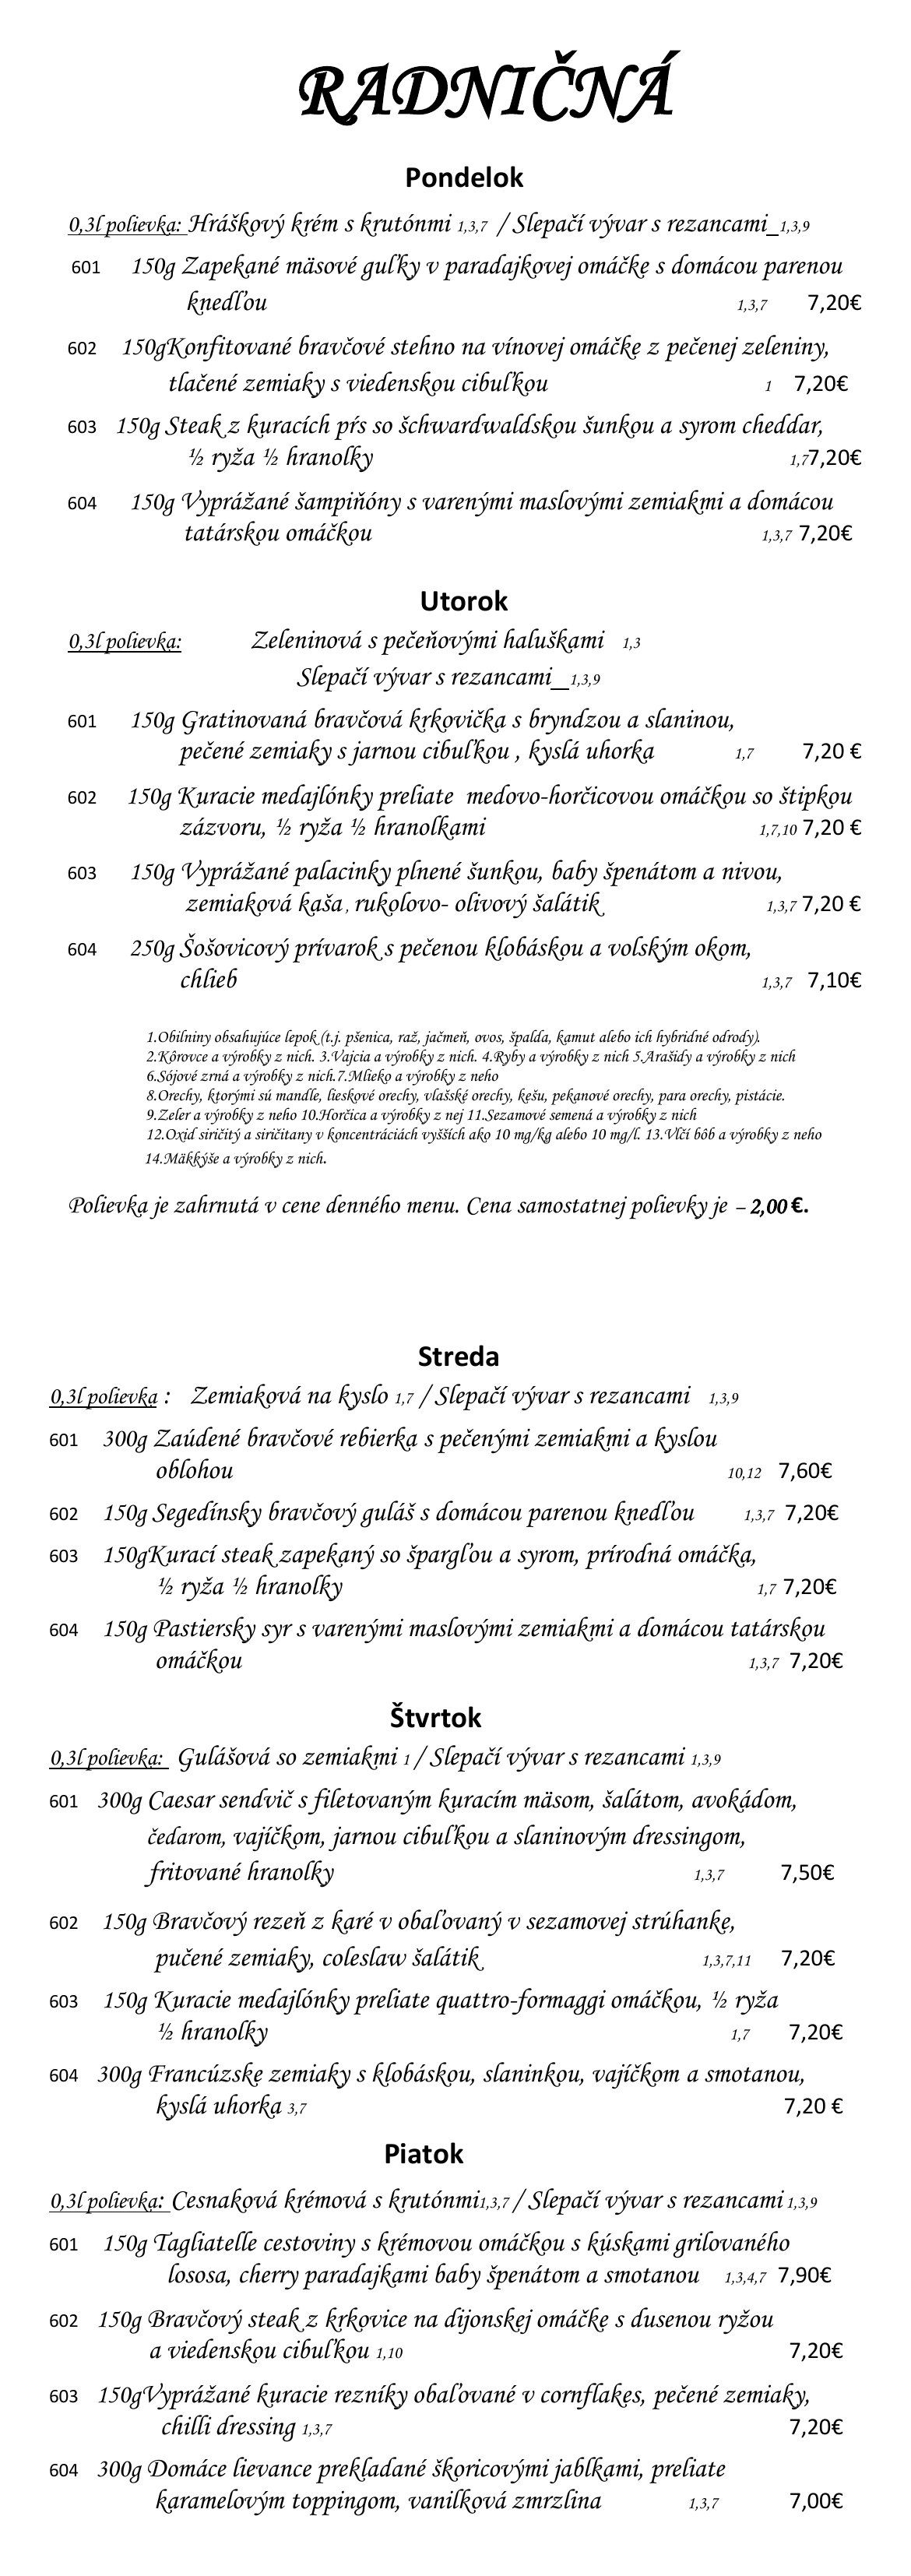 RADNIČNÁ
Pondelok
0,3l polievka: Hráškový krém s krutónmi 1,3,7 / Slepačí vývar s rezancami_1,3,9
601 150g Zapekané mäsové guľky v paradajkovej omáčke s domácou parenou
knedľou 1,3,7 7,20€
602 150gKonfitované bravčové stehno na vínovej omáčke z pečenej zeleniny,
tlačené zemiaky s viedenskou cibuľkou 1 7,20€
603 150g Steak z kuracích pŕs so šchwardwaldskou šunkou a syrom cheddar,
½ ryža ½ hranolky 1,77,20€
604 150g Vyprážané šampiňóny s varenými maslovými zemiakmi a domácou
tatárskou omáčkou 1,3,7 7,20€
Utorok
0,3l polievka: Zeleninová s pečeňovými haluškami 1,3
Slepačí vývar s rezancami_1,3,9
601 150g Gratinovaná bravčová krkovička s bryndzou a slaninou,
pečené zemiaky s jarnou cibuľkou , kyslá uhorka 1,7 7,20 €
602 150g Kuracie medajlónky preliate medovo-horčicovou omáčkou so štipkou
zázvoru, ½ ryža ½ hranolkami 1,7,10 7,20 €
603 150g Vyprážané palacinky plnené šunkou, baby špenátom a nivou,
zemiaková kaša , rukolovo- olivový šalátik 1,3,7 7,20 €
604 250g Šošovicový prívarok s pečenou klobáskou a volským okom,
chlieb 1,3,7 7,10€
1.Obilniny obsahujúce lepok (t.j. pšenica, raž, jačmeň, ovos, špalda, kamut alebo ich hybridné odrody).
2.Kôrovce a výrobky z nich. 3.Vajcia a výrobky z nich. 4.Ryby a výrobky z nich 5.Arašidy a výrobky z nich
6.Sójové zrná a výrobky z nich.7.Mlieko a výrobky z neho
8.Orechy, ktorými sú mandle, lieskové orechy, vlašské orechy, kešu, pekanové orechy, para orechy, pistácie.
9.Zeler a výrobky z neho 10.Horčica a výrobky z nej 11.Sezamové semená a výrobky z nich
12.Oxid siričitý a siričitany v koncentráciách vyšších ako 10 mg/kg alebo 10 mg/l. 13.Vlčí bôb a výrobky z neho
14.Mäkkýše a výrobky z nich.
Polievka je zahrnutá v cene denného menu. Cena samostatnej polievky je – 2,00 €.
Streda
0,3l polievka : Zemiaková na kyslo 1,7 / Slepačí vývar s rezancami 1,3,9
601 300g Zaúdené bravčové rebierka s pečenými zemiakmi a kyslou
oblohou 10,12 7,60€
602 150g Segedínsky bravčový guláš s domácou parenou knedľou 1,3,7 7,20€
603 150gKurací steak zapekaný so špargľou a syrom, prírodná omáčka,
½ ryža ½ hranolky 1,7 7,20€
604 150g Pastiersky syr s varenými maslovými zemiakmi a domácou tatárskou
omáčkou 1,3,7 7,20€
Štvrtok
0,3l polievka: Gulášová so zemiakmi 1 / Slepačí vývar s rezancami 1,3,9
601 300g Caesar sendvič s filetovaným kuracím mäsom, šalátom, avokádom,
čedarom, vajíčkom, jarnou cibuľkou a slaninovým dressingom,
fritované hranolky 1,3,7 7,50€
602 150g Bravčový rezeň z karé v obaľovaný v sezamovej strúhanke,
pučené zemiaky, coleslaw šalátik 1,3,7,11 7,20€
603 150g Kuracie medajlónky preliate quattro-formaggi omáčkou, ½ ryža
½ hranolky 1,7 7,20€
604 300g Francúzske zemiaky s klobáskou, slaninkou, vajíčkom a smotanou,
kyslá uhorka 3,7 7,20 €
Piatok
0,3l polievka: Cesnaková krémová s krutónmi1,3,7 / Slepačí vývar s rezancami 1,3,9
601 150g Tagliatelle cestoviny s krémovou omáčkou s kúskami grilovaného
lososa, cherry paradajkami baby špenátom a smotanou 1,3,4,7 7,90€
602 150g Bravčový steak z krkovice na dijonskej omáčke s dusenou ryžou
a viedenskou cibuľkou 1,10 7,20€
603 150gVyprážané kuracie rezníky obaľované v cornflakes, pečené zemiaky,
chilli dressing 1,3,7 7,20€
604 300g Domáce lievance prekladané škoricovými jablkami, preliate
karamelovým toppingom, vanilková zmrzlina 1,3,7 7,00€